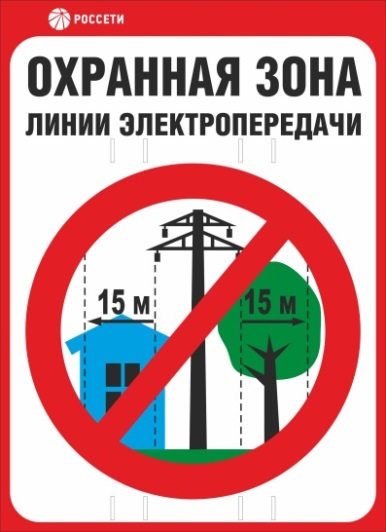 РОССЕТИ
ОХРАННАЯ ЗОНА
ЛИНИИ ЭЛЕКТРОПЕРЕДАЧИ
15 м 15 м